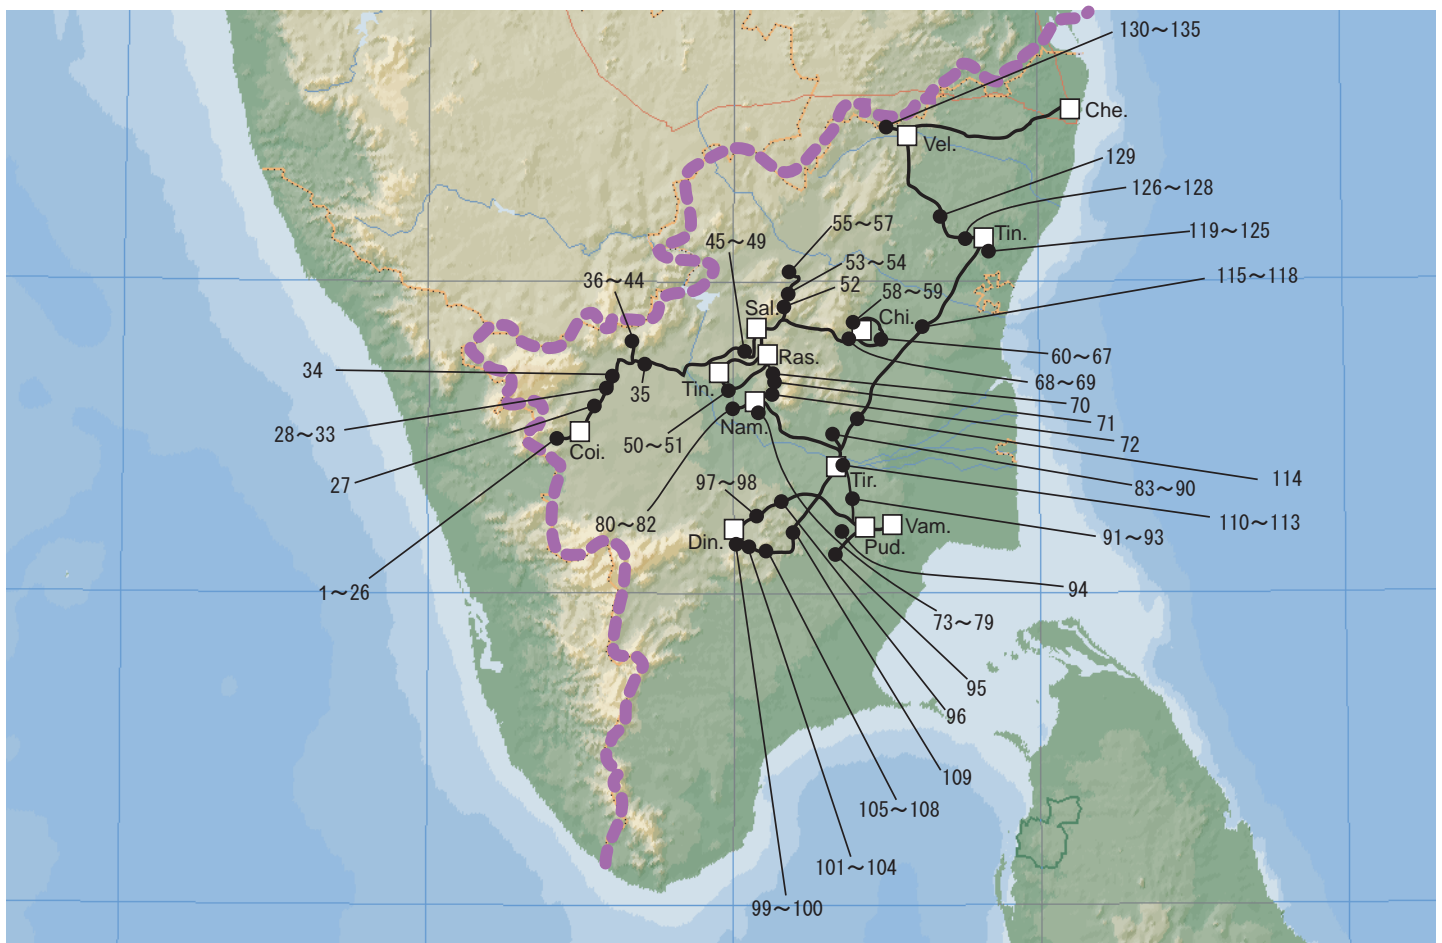 130～135
Che.
Vel.
129
126～128
55～57
Tin.
119～125
45～49
53～54
115～118
36～44
52
58～59
Sal.
Chi.
Ras.
60～67
34
68～69
Tin.
35
70
71
Nam.
28～33
72
50～51
Coi.
114
Tir.
97～98
27
83～90
80～82
110～113
Vam.
91～93
Din.
Pud.
1～26
94
73～79
95
96
109
105～108
101～104
99～100